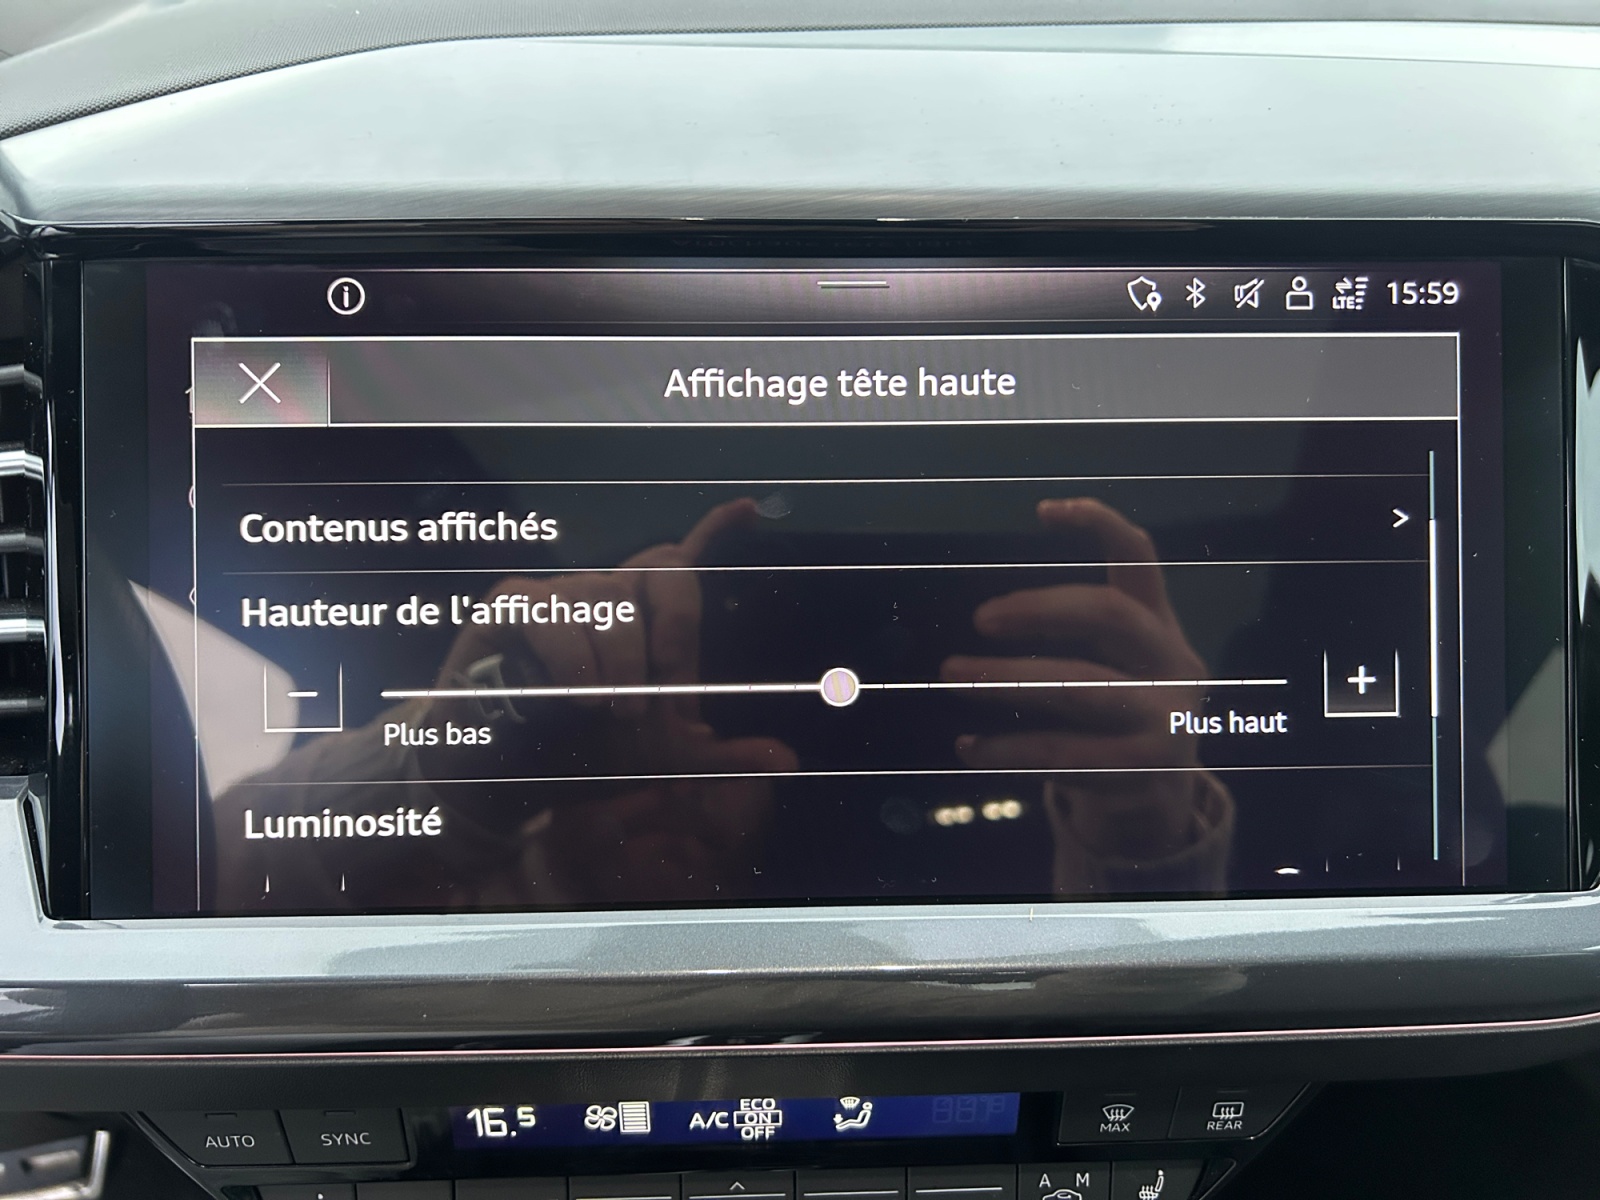 LTE 15:59
Affichage tête haute
Contenus affichés
Hauteur de l'affichage
Plus bas
Plus haut
Luminosité
AUTO
SYNC
16.5
A/C
ECO
ON
OFF
MAX
REAR
A M